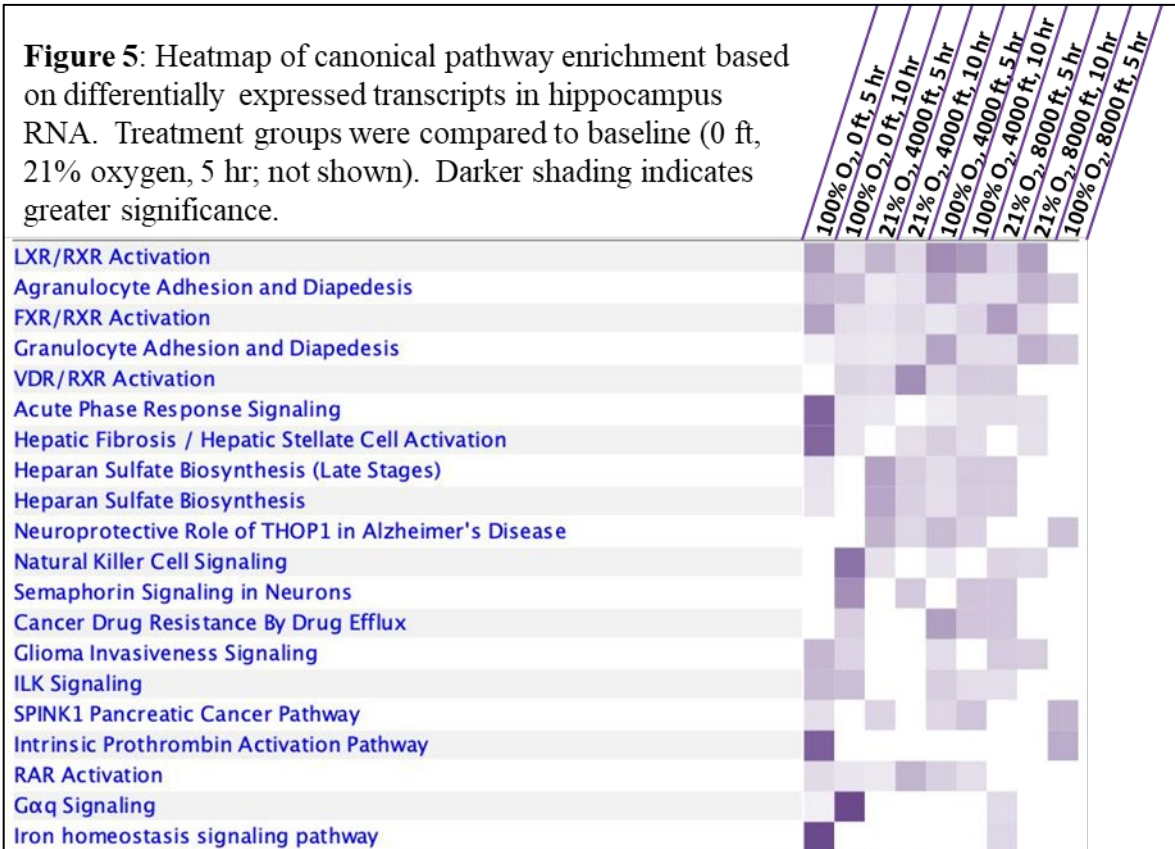 Figure 5: Heatmap of canonical pathway enrichment based
on differentially expressed transcripts in hippocampus
RNA. Treatment groups were compared to baseline (0 ft,
21% oxygen, 5 hr; not shown). Darker shading indicates
greater significance.
100% O₂, 0 ft, 5 hr
100% O₂, 0 ft, 10 hr
21% O₂, 4000 ft, 5 hr
21% O₂, 4000 ft, 10 hr
100% O₂, 4000 ft, 5 hr
100% O₂, 4000 ft, 10 hr
21% O₂, 8000 ft, 5 hr
21% O₂, 8000 ft, 10 hr
100% O₂, 8000 ft, 5 hr
LXR/RXR Activation
Agranulocyte Adhesion and Diapedesis
FXR/RXR Activation
Granulocyte Adhesion and Diapedesis
VDR/RXR Activation
Acute Phase Response Signaling
Hepatic Fibrosis / Hepatic Stellate Cell Activation
Heparan Sulfate Biosynthesis (Late Stages)
Heparan Sulfate Biosynthesis
Neuroprotective Role of THOP1 in Alzheimer's Disease
Natural Killer Cell Signaling
Semaphorin Signaling in Neurons
Cancer Drug Resistance By Drug Efflux
Glioma Invasiveness Signaling
ILK Signaling
SPINK1 Pancreatic Cancer Pathway
Intrinsic Prothrombin Activation Pathway
RAR Activation
Gαq Signaling
Iron homeostasis signaling pathway